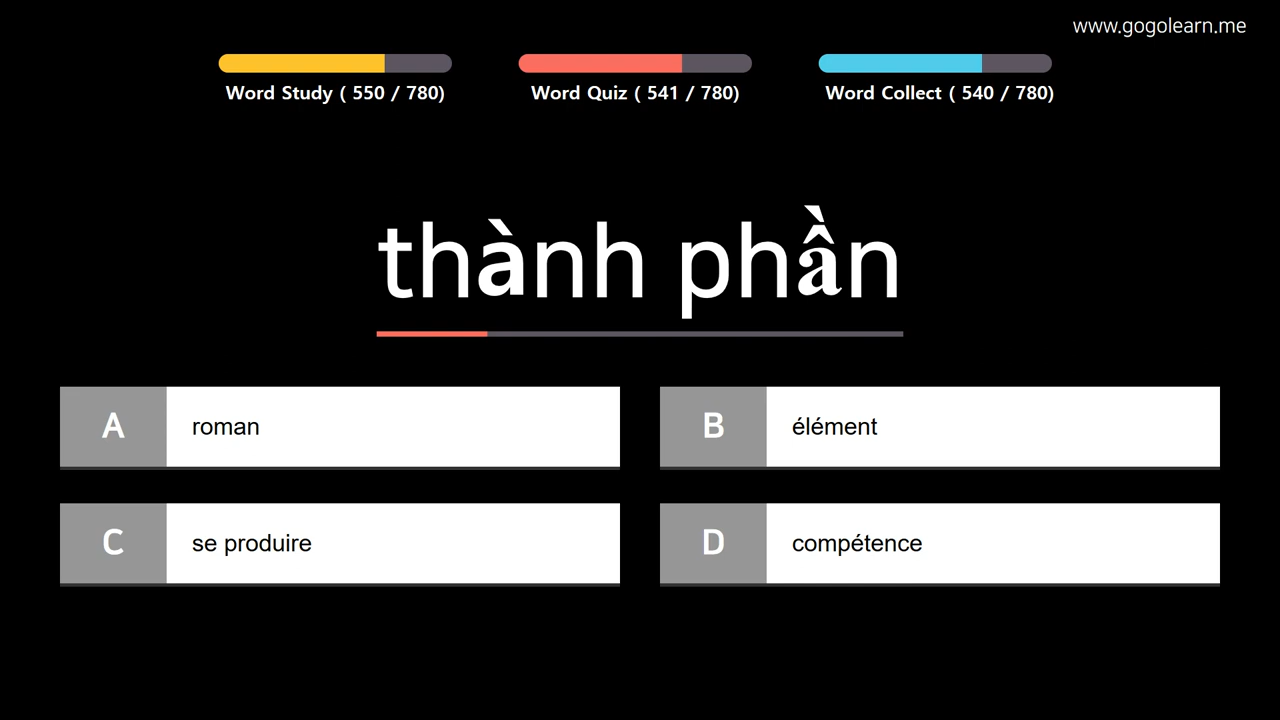 www.gogolearn.me
Word Study ( 550 / 780)
Word Quiz ( 541 / 780)
Word Collect ( 540 / 780)
thành phần
A roman
B élément
C se produire
D compétence